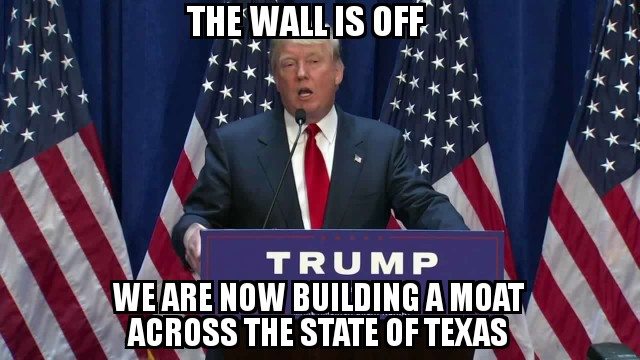 THE WALL IS OFF
TRUMP
WE ARE NOW BUILDING A MOAT
ACROSS THE STATE OF TEXAS